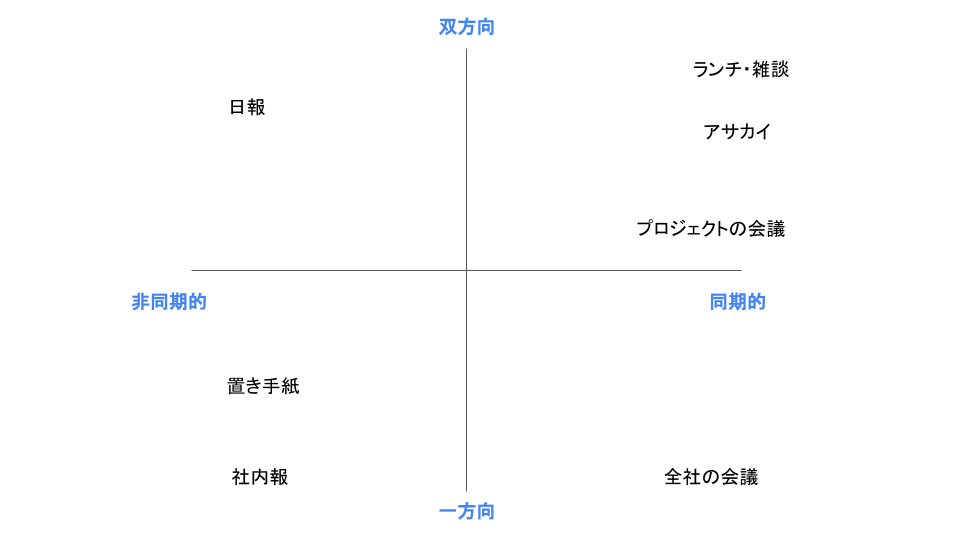 双方向
ランチ・雑談
日報
アサカイ
プロジェクトの会議
非同期的
同期的
置き手紙
社内報
全社の会議
一方向